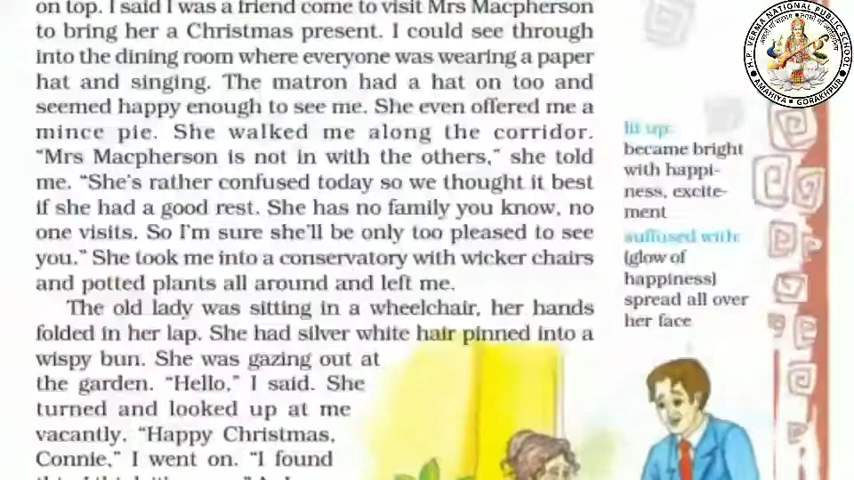 on top. I said I was a friend come to visit Mrs Macpherson
to bring her a Christmas present. I could see through
into the dining room where everyone was wearing a paper
hat and singing. The matron had a hat on too and
seemed happy enough to see me. She even offered me a
mince pie. She walked me along the corridor.
“Mrs Macpherson is not in with the others,” she told
me. “She’s rather confused today so we thought it best
if she had a good rest. She has no family you know, no
one visits. So I’m sure she’ll be only too pleased to see
you.” She took me into a conservatory with wicker chairs
and potted plants all around and left me.
The old lady was sitting in a wheelchair, her hands
folded in her lap. She had silver white hair pinned into a
wispy bun. She was gazing out at
the garden. “Hello,” I said. She
turned and looked up at me
vacantly. “Happy Christmas,
Connie,” I went on. “I found
lit up:
became bright
with happi-
ness, excite-
ment
suffused with:
(glow of
happiness)
spread all over
her face
H.P. VERMA NATIONAL PUBLIC SCHOOL
AMAHIYA: GORAKHPUR